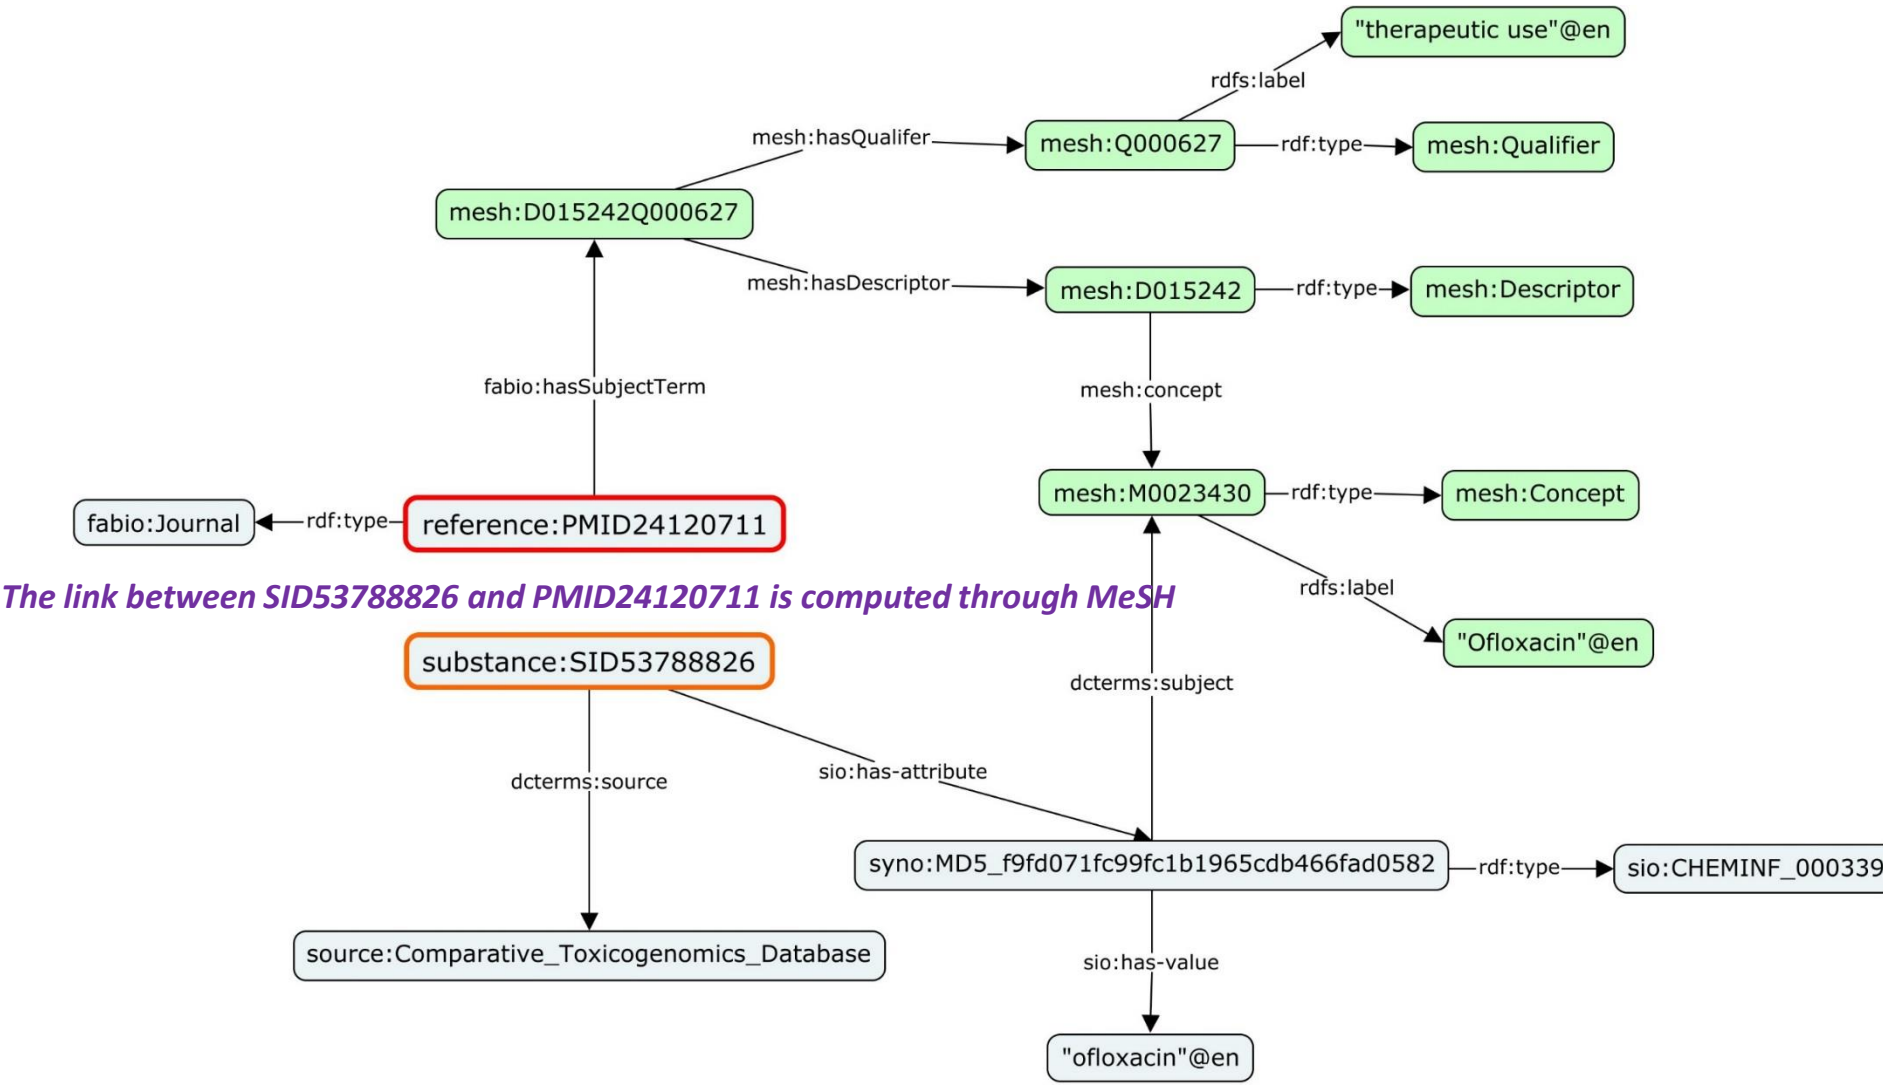 "therapeutic use"@en
rdfs:label
mesh:hasQualifer
mesh:Q000627
rdf:type
mesh:Qualifier
mesh:D015242Q000627
mesh:hasDescriptor
mesh:D015242
rdf:type
mesh:Descriptor
fabio:hasSubjectTerm
mesh:concept
mesh:M0023430
rdf:type
mesh:Concept
fabio:Journal
rdf:type
reference:PMID24120711
The link between SID53788826 and PMID24120711 is computed through MeSH
rdfs:label
"Ofloxacin"@en
substance:SID53788826
dcterms:subject
dcterms:source
sio:has-attribute
syno:MD5_f9fd071fc99fc1b1965cdb466fad0582
rdf:type
sio:CHEMINF_000339
source:Comparative_Toxicogenomics_Database
sio:has-value
"ofloxacin"@en